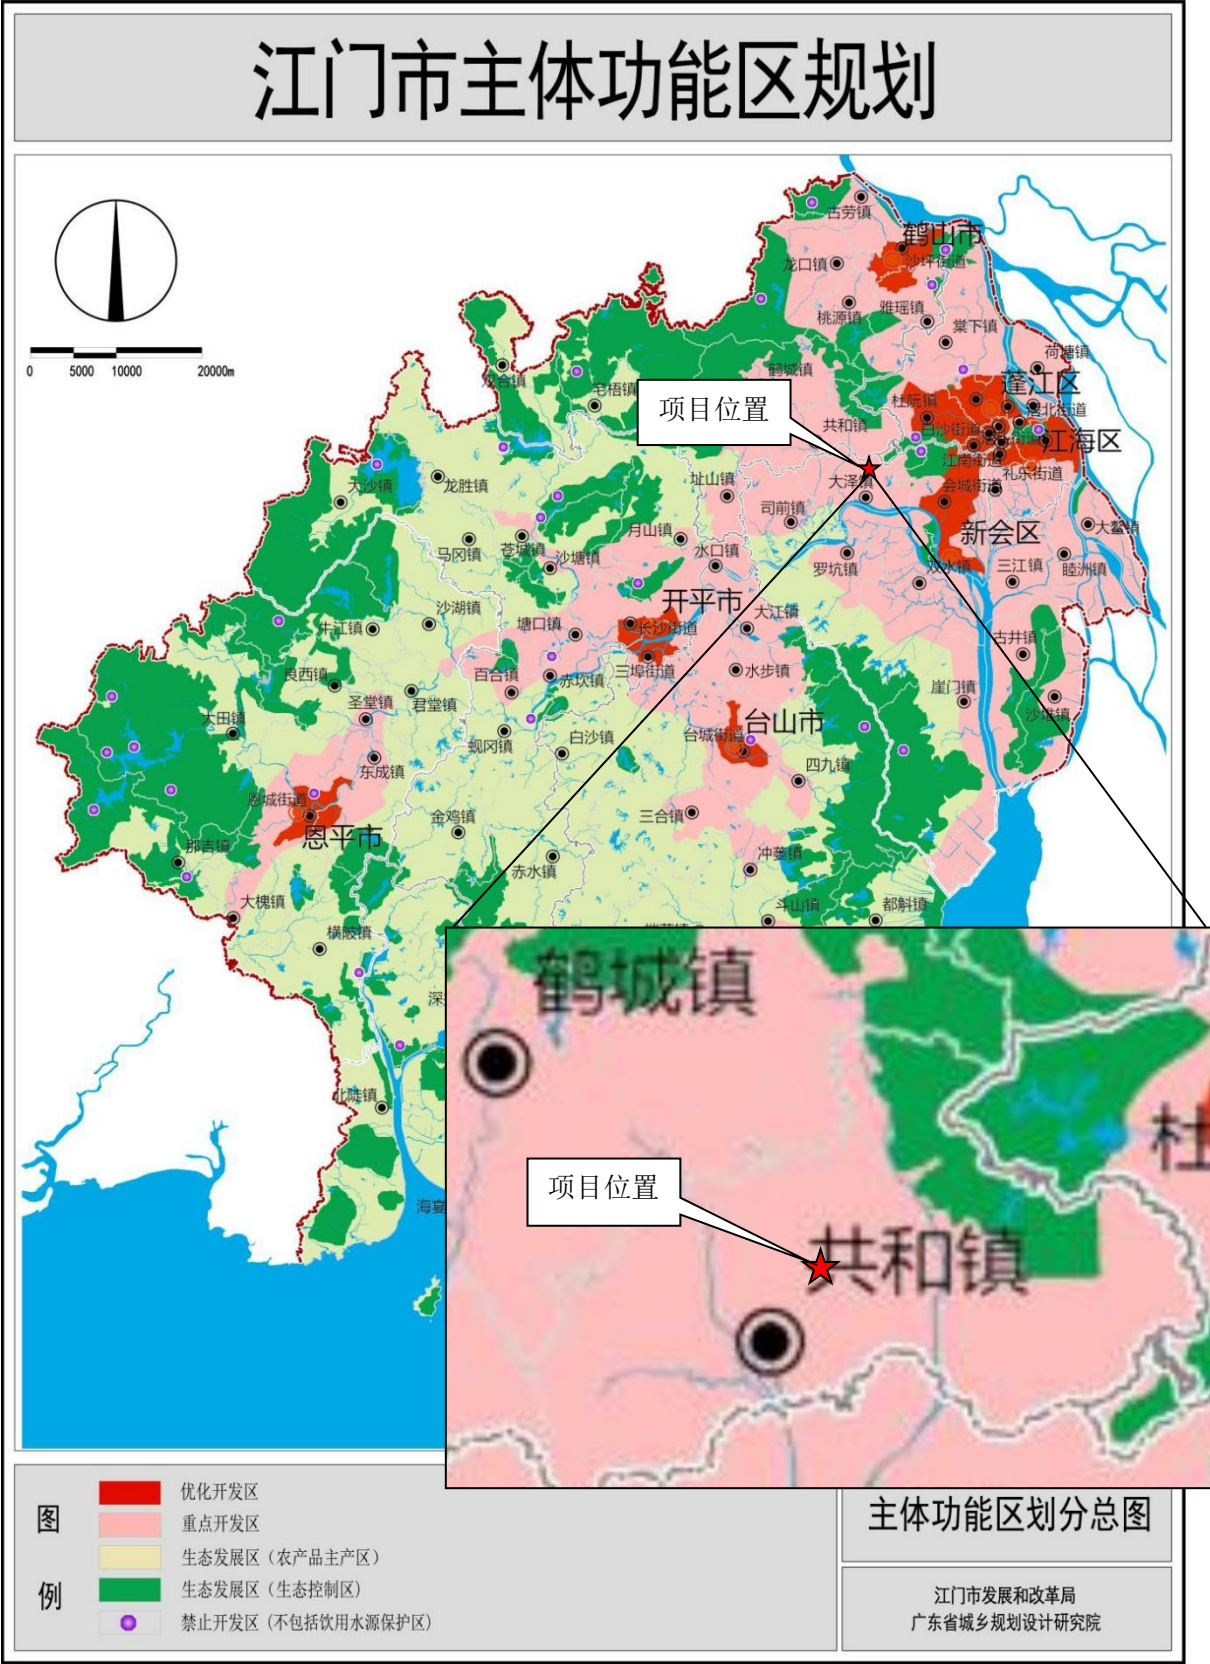 江门市主体功能区规划
0 5000 10000 20000m
古劳镇
鹤山市
沙坪街道
龙口镇
桃源镇
雅瑶镇
棠下镇
荷塘镇
双合镇
宅梧镇
鹤城镇
蓬江区
项目位置
杜阮镇
共和镇
白沙街道
江海区
江南街道
礼乐街道
大沙镇
龙胜镇
址山镇
大泽镇
会城街道
司前镇
大鳌镇
月山镇
新会区
马冈镇
苍城镇
沙塘镇
水口镇
罗坑镇
双水镇
三江镇
睦洲镇
开平市
沙湖镇
大江镇
牛江镇
塘口镇
长沙街道
古井镇
良西镇
百合镇
赤坎镇
三埠街道
水步镇
崖门镇
圣堂镇
君堂镇
沙堆镇
大田镇
台山市
台城街道
蚬冈镇
白沙镇
东成镇
四九镇
恩城街道
恩平市
金鸡镇
三合镇
那吉镇
赤水镇
冲蒌镇
大槐镇
斗山镇
都斛镇
横陂镇
深
北陡镇
海宴
鹤城镇
杜
项目位置
共和镇
图例
优化开发区
重点开发区
生态发展区（农产品主产区）
生态发展区（生态控制区）
禁止开发区（不包括饮用水源保护区）
主体功能区划分总图
江门市发展和改革局
广东省城乡规划设计研究院